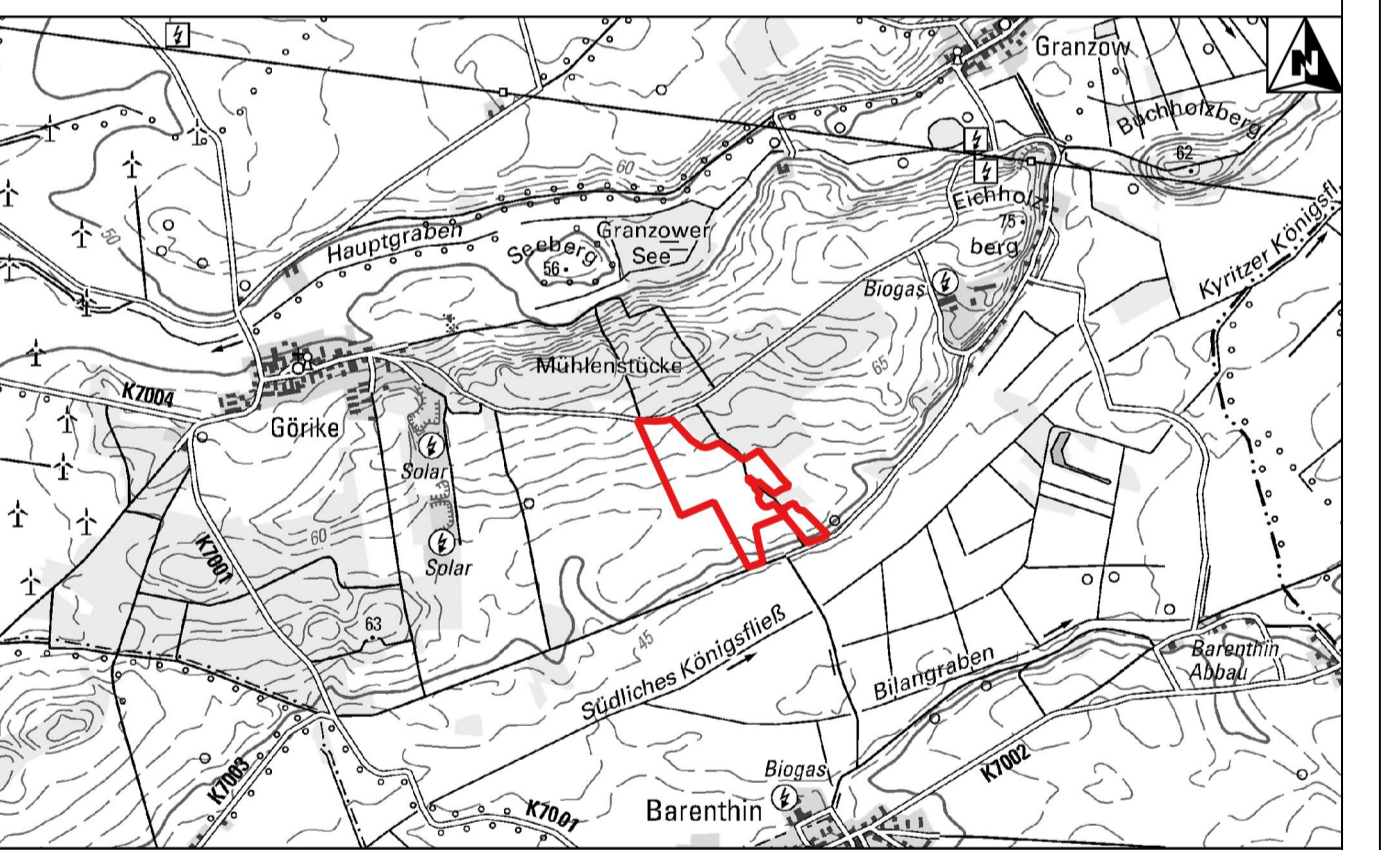 Granzow
N
Buchholzberg
62
60
Eichholz-
75
berg
Kyritzer Königsfl.
50
Hauptgraben
Seeberg
56
Granzower
See
Biogas
Mühlenstücke
65
K7004
Görike
Solar
60
K7001
Solar
63
45
Südliches Königsfließ
Bilangraben
Barenthin
Abbau
K7003
K7002
Biogas
Barenthin
K7001